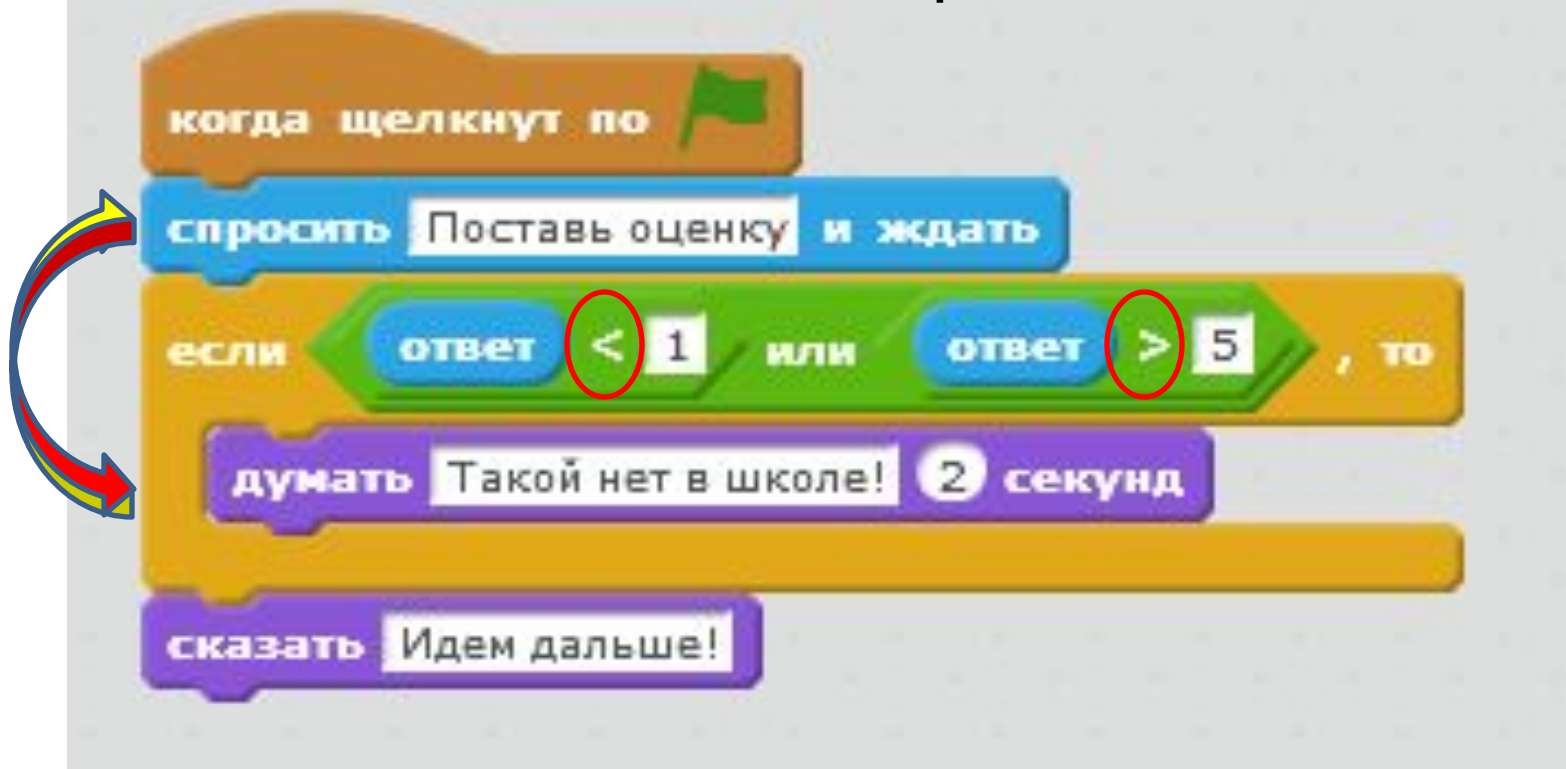 когда щелкнут по
спросить Поставь оценку и ждать
если ответ < 1 или ответ > 5 , то
думать Такой нет в школе! 2 секунд
сказать Идем дальше!